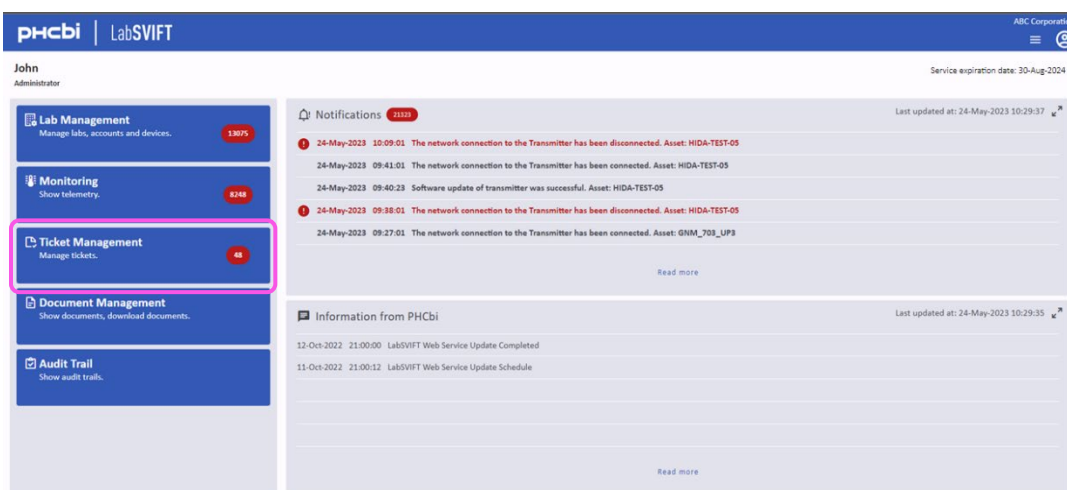 PHCbi | LabSVIFT
ABC Corporatio
John
Administrator
Service expiration date: 30-Aug-2024
Lab Management
Manage labs, accounts and devices.
13075
Monitoring
Show telemetry.
8248
Ticket Management
Manage tickets.
48
Document Management
Show documents, download documents.
Audit Trail
Show audit trails.
Notifications 21323
Last updated at: 24-May-2023 10:29:37
24-May-2023 10:09:01 The network connection to the Transmitter has been disconnected. Asset: HIDA-TEST-05
24-May-2023 09:41:01 The network connection to the Transmitter has been connected. Asset: HIDA-TEST-05
24-May-2023 09:40:23 Software update of transmitter was successful. Asset: HIDA-TEST-05
24-May-2023 09:38:01 The network connection to the Transmitter has been disconnected. Asset: HIDA-TEST-05
24-May-2023 09:27:01 The network connection to the Transmitter has been connected. Asset: GNM_703_UP3
Read more
Information from PHCbi
Last updated at: 24-May-2023 10:29:35
12-Oct-2022 21:00:00 LabSVIFT Web Service Update Completed
11-Oct-2022 21:00:12 LabSVIFT Web Service Update Schedule
Read more